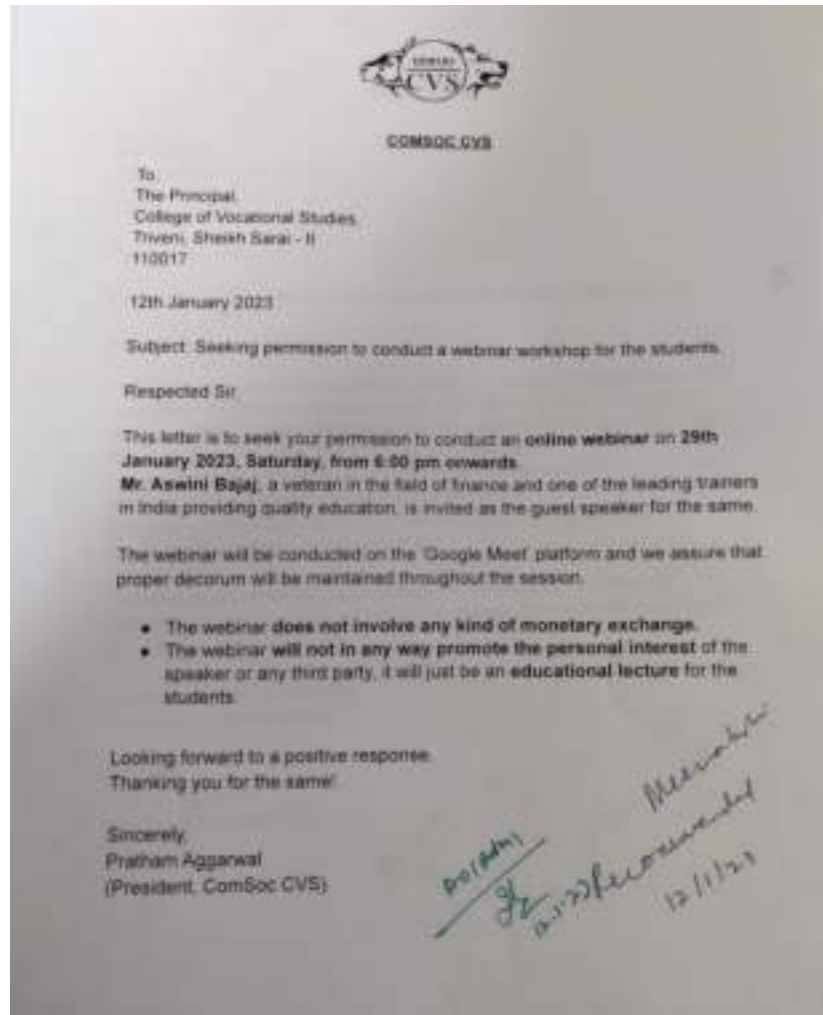 CVS
COMSOC CVS
To,
The Principal,
College of Vocational Studies,
Triveni, Sheikh Sarai - II
110017
12th January 2023
Subject: Seeking permission to conduct a webinar workshop for the students.
Respected Sir,
This letter is to seek your permission to conduct an online webinar on 29th
January 2023, Saturday, from 6:00 pm onwards.
Mr. Aswini Bajaj, a veteran in the field of finance and one of the leading trainers
in India providing quality education, is invited as the guest speaker for the same.
The webinar will be conducted on the 'Google Meet' platform and we assure that
proper decorum will be maintained throughout the session.
● The webinar does not involve any kind of monetary exchange.
● The webinar will not in any way promote the personal interest of the
speaker or any third party, it will just be an educational lecture for the
students.
Looking forward to a positive response.
Thanking you for the same!
Sincerely,
Pratham Aggarwal
(President, ComSoc CVS)
Recommended
12/1/23